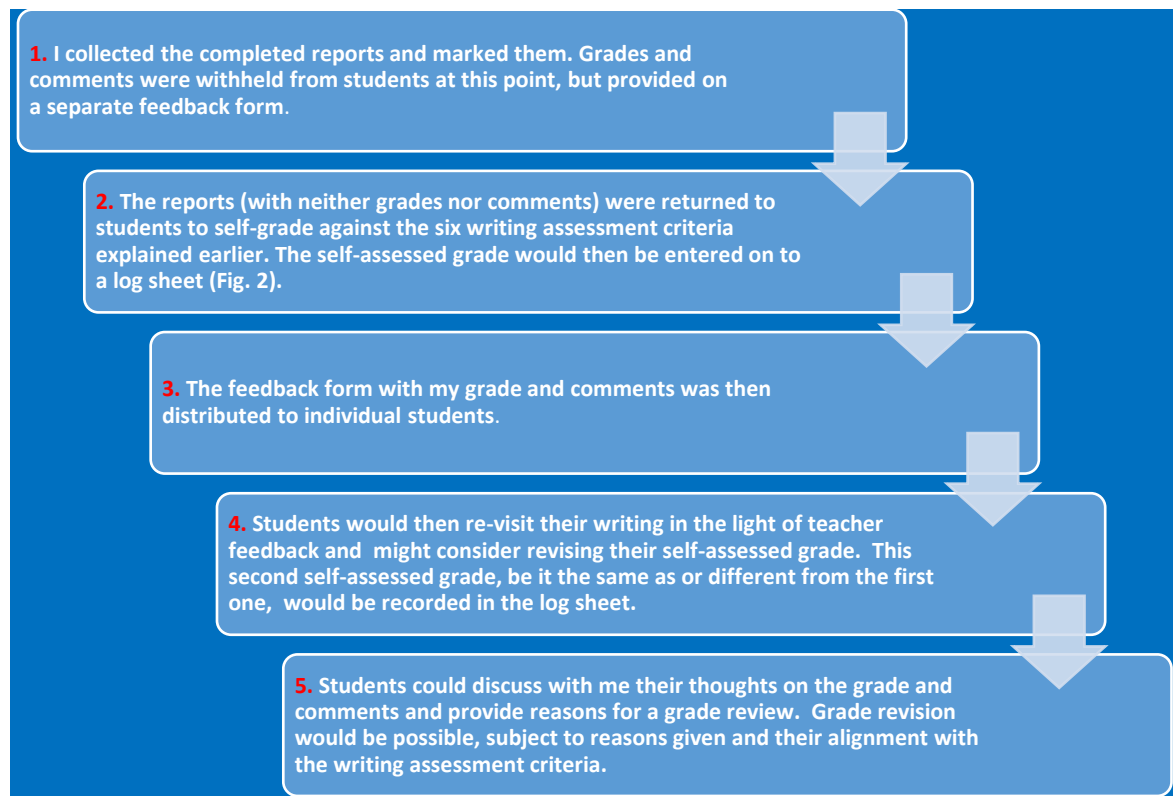 1. I collected the completed reports and marked them. Grades and
comments were withheld from students at this point, but provided on
a separate feedback form.
2. The reports (with neither grades nor comments) were returned to
students to self-grade against the six writing assessment criteria
explained earlier. The self-assessed grade would then be entered on to
a log sheet (Fig. 2).
3. The feedback form with my grade and comments was then
distributed to individual students.
4. Students would then re-visit their writing in the light of teacher
feedback and might consider revising their self-assessed grade. This
second self-assessed grade, be it the same as or different from the first
one, would be recorded in the log sheet.
5. Students could discuss with me their thoughts on the grade and
comments and provide reasons for a grade review. Grade revision
would be possible, subject to reasons given and their alignment with
the writing assessment criteria.